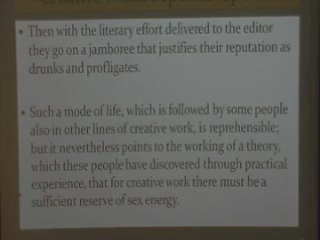 • Then with the literary effort delivered to the editor
they go on a jamboree that justifies their reputation as
drunks and profligates.
• Such a mode of life, which is followed by some people
also in other lines of creative work, is reprehensible;
but it nevertheless points to the working of a theory,
which these people have discovered through practical
experience, that for creative work there must be a
sufficient reserve of sex energy.